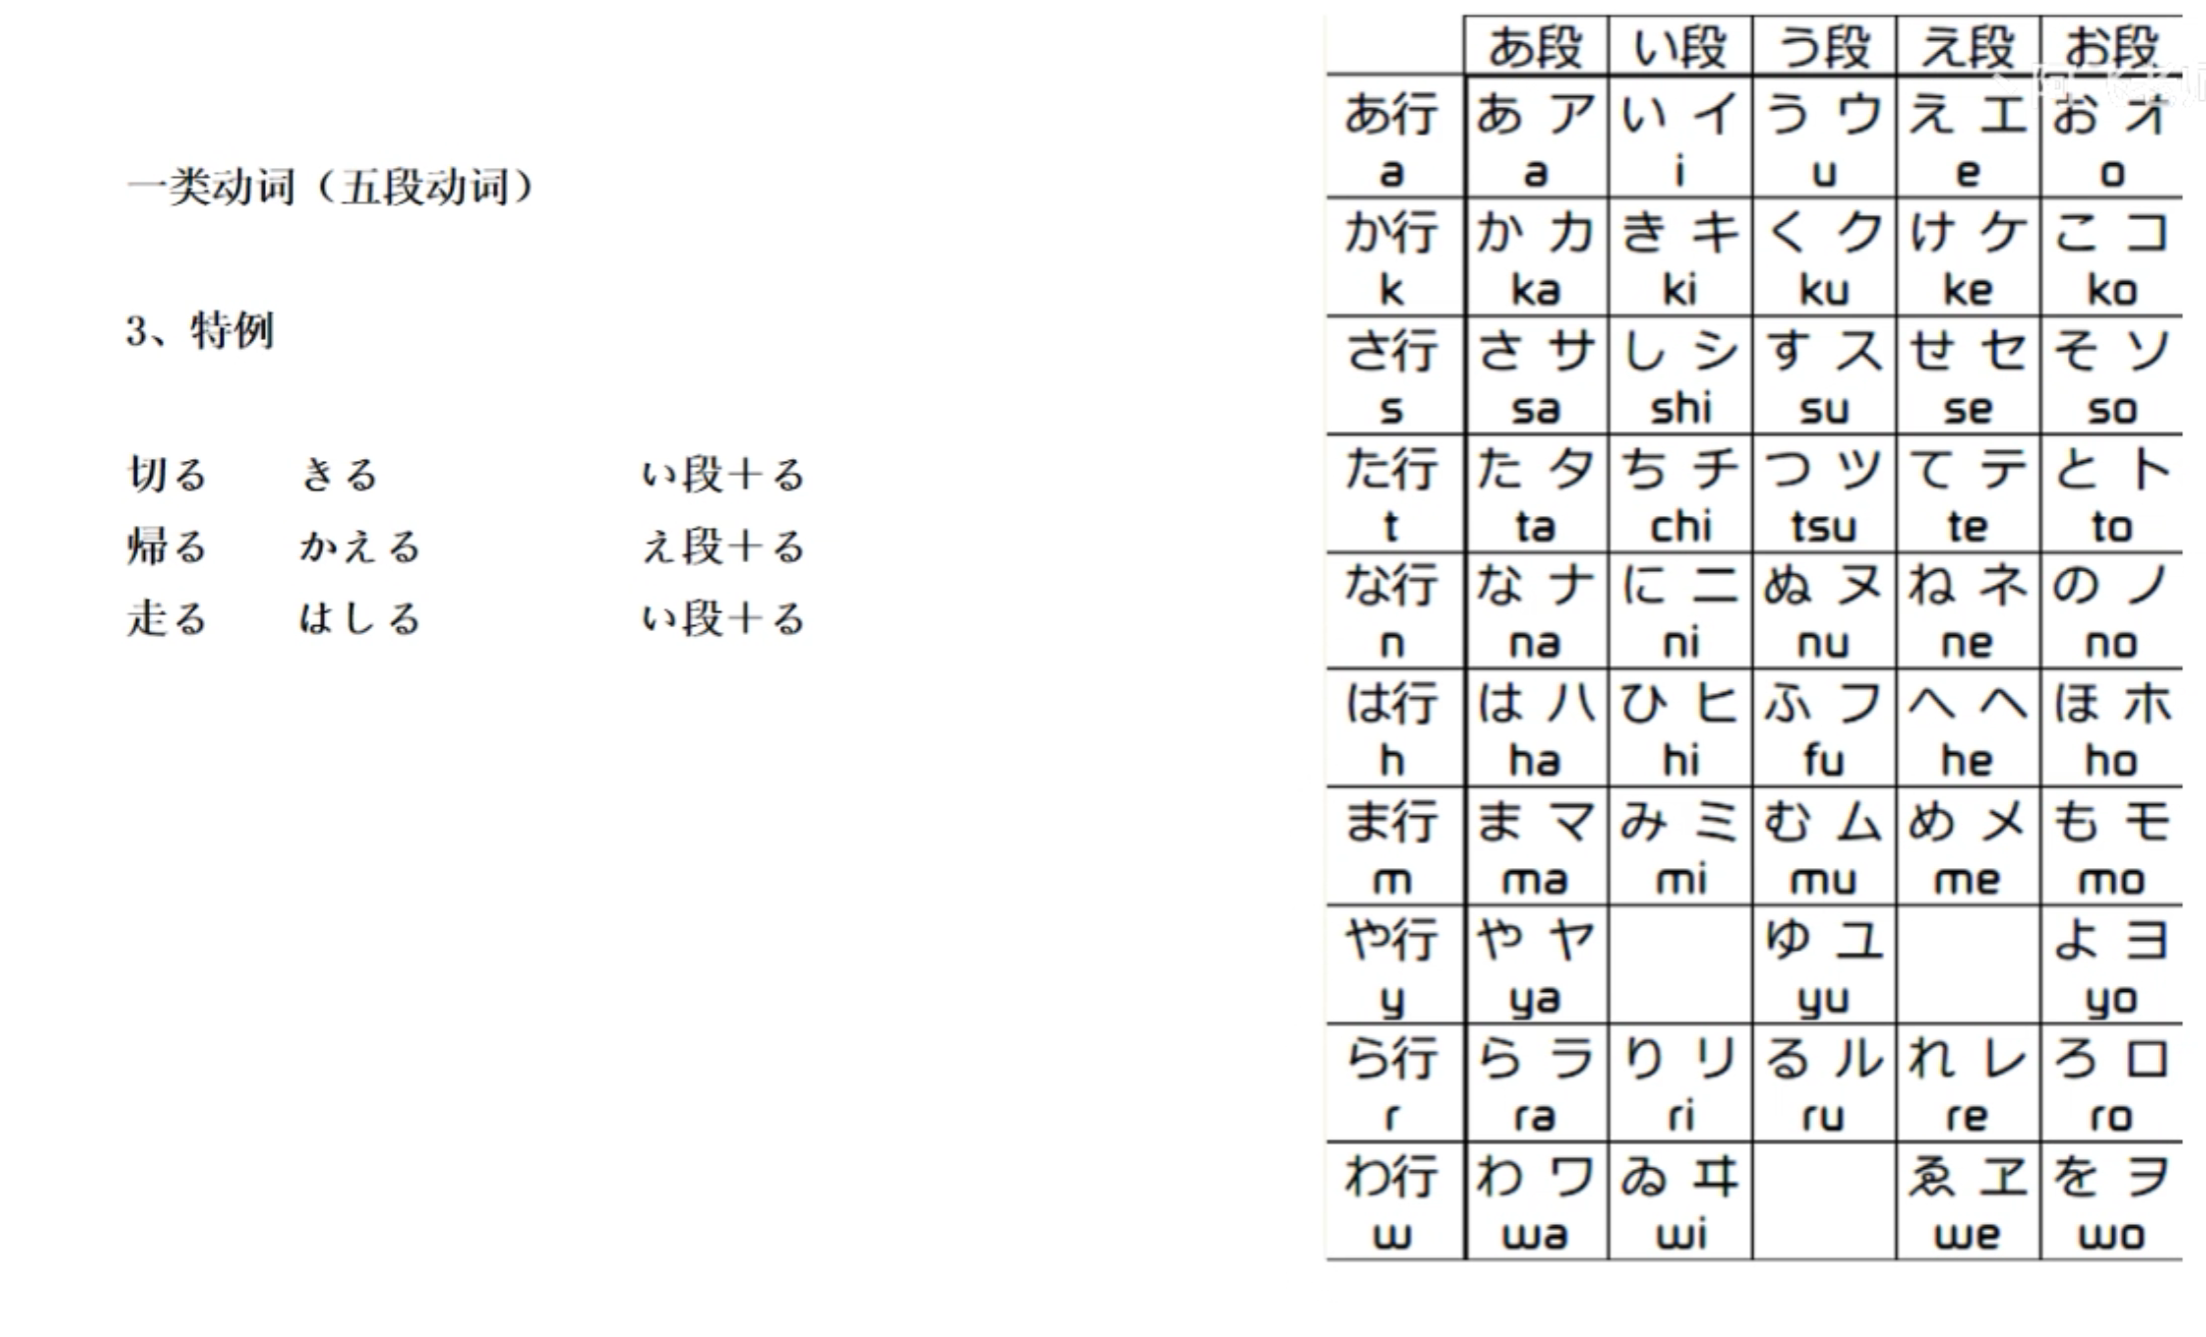 一类动词（五段动词）
3、特例
切る きる い段＋る
帰る かえる え段＋る
走る はしる い段＋る
あ段 い段 う段 え段 お段
あ行 あ ア い イ う ウ え エ お オ
a a i u e o
か行 か カ き キ く ク け ケ こ コ
k ka ki ku ke ko
さ行 さ サ し シ す ス せ セ そ ソ
s sa shi su se so
た行 た タ ち チ つ ツ て テ と ト
t ta chi tsu te to
な行 な ナ に ニ ぬ ヌ ね ネ の ノ
n na ni nu ne no
は行 は ハ ひ ヒ ふ フ へ ヘ ほ ホ
h ha hi fu he ho
ま行 ま マ み ミ む ム め メ も モ
m ma mi mu me mo
や行 や ヤ ゆ ユ よ ヨ
y ya yu yo
ら行 ら ラ り リ る ル れ レ ろ ロ
r ra ri ru re ro
わ行 わ ワ ゐ ヰ ゑ ヱ を ヲ
w wa wi we wo